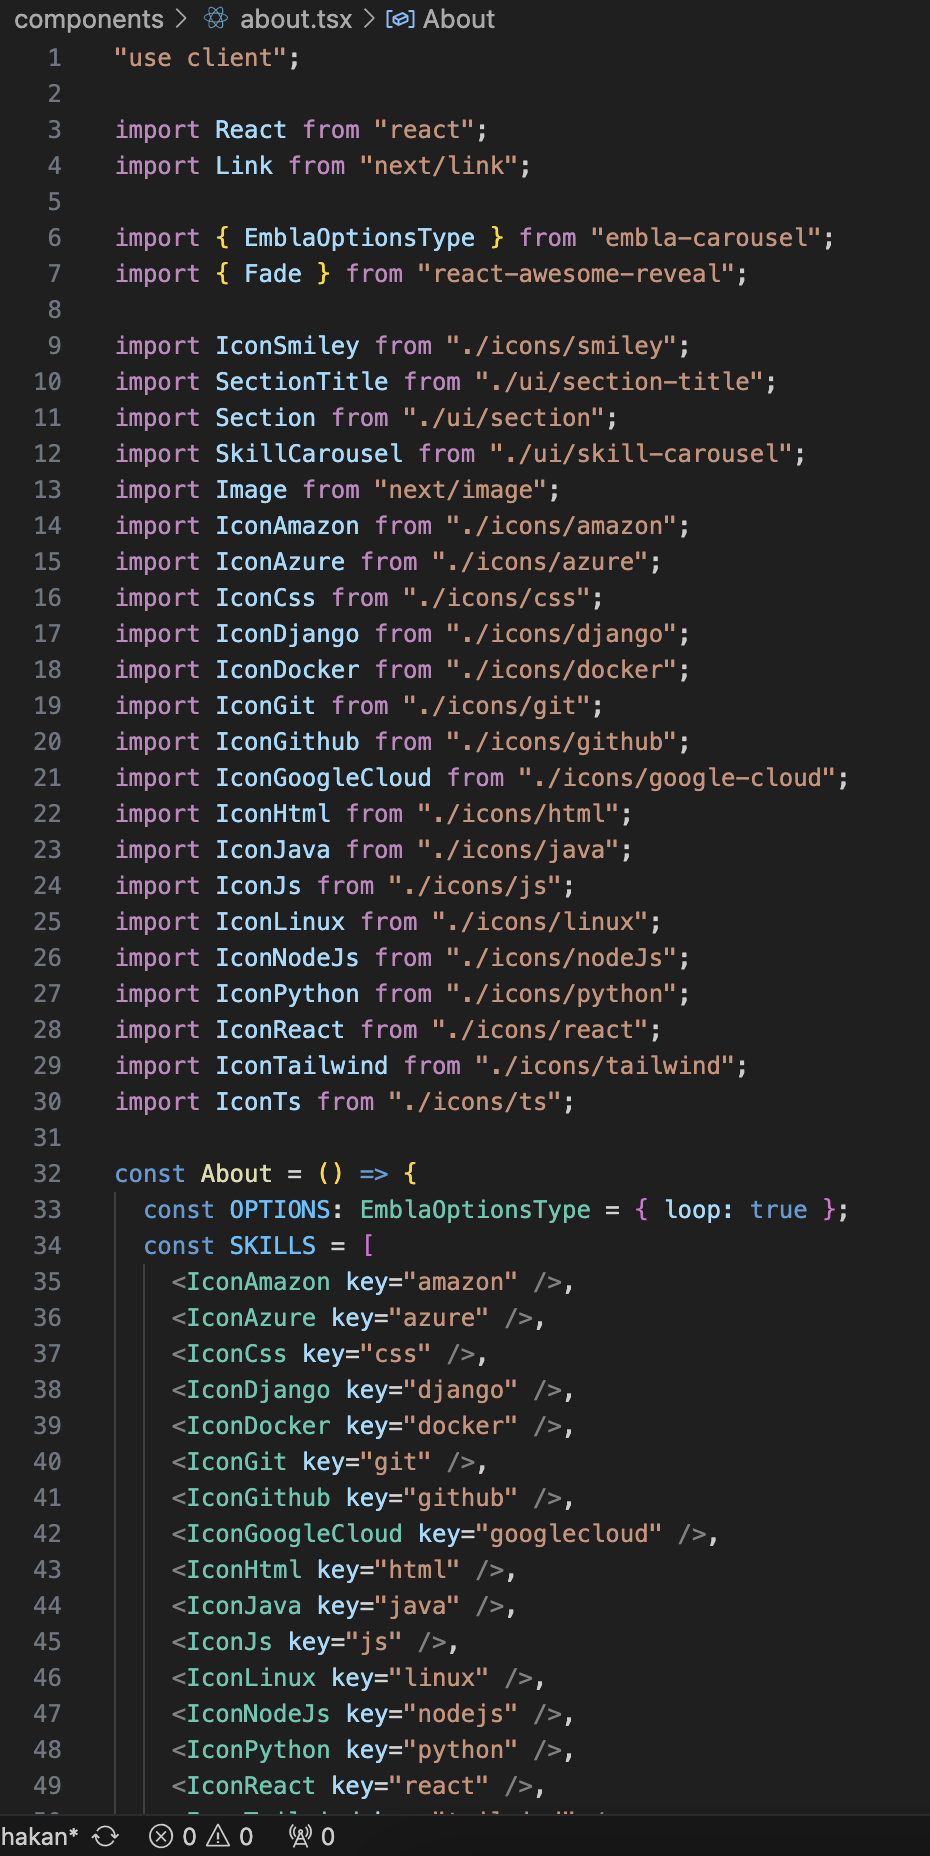 components > about.tsx > About
1 "use client";
2
3 import React from "react";
4 import Link from "next/link";
5
6 import { EmblaOptionsType } from "embla-carousel";
7 import { Fade } from "react-awesome-reveal";
8
9 import IconSmiley from "./icons/smiley";
10 import SectionTitle from "./ui/section-title";
11 import Section from "./ui/section";
12 import SkillCarousel from "./ui/skill-carousel";
13 import Image from "next/image";
14 import IconAmazon from "./icons/amazon";
15 import IconAzure from "./icons/azure";
16 import IconCss from "./icons/css";
17 import IconDjango from "./icons/django";
18 import IconDocker from "./icons/docker";
19 import IconGit from "./icons/git";
20 import IconGithub from "./icons/github";
21 import IconGoogleCloud from "./icons/google-cloud";
22 import IconHtml from "./icons/html";
23 import IconJava from "./icons/java";
24 import IconJs from "./icons/js";
25 import IconLinux from "./icons/linux";
26 import IconNodeJs from "./icons/nodeJs";
27 import IconPython from "./icons/python";
28 import IconReact from "./icons/react";
29 import IconTailwind from "./icons/tailwind";
30 import IconTs from "./icons/ts";
31
32 const About = () => {
33 const OPTIONS: EmblaOptionsType = { loop: true };
34 const SKILLS = [
35 <IconAmazon key="amazon" />,
36 <IconAzure key="azure" />,
37 <IconCss key="css" />,
38 <IconDjango key="django" />,
39 <IconDocker key="docker" />,
40 <IconGit key="git" />,
41 <IconGithub key="github" />,
42 <IconGoogleCloud key="googlecloud" />,
43 <IconHtml key="html" />,
44 <IconJava key="java" />,
45 <IconJs key="js" />,
46 <IconLinux key="linux" />,
47 <IconNodeJs key="nodejs" />,
48 <IconPython key="python" />,
49 <IconReact key="react" />,
hakan* 0 0 0